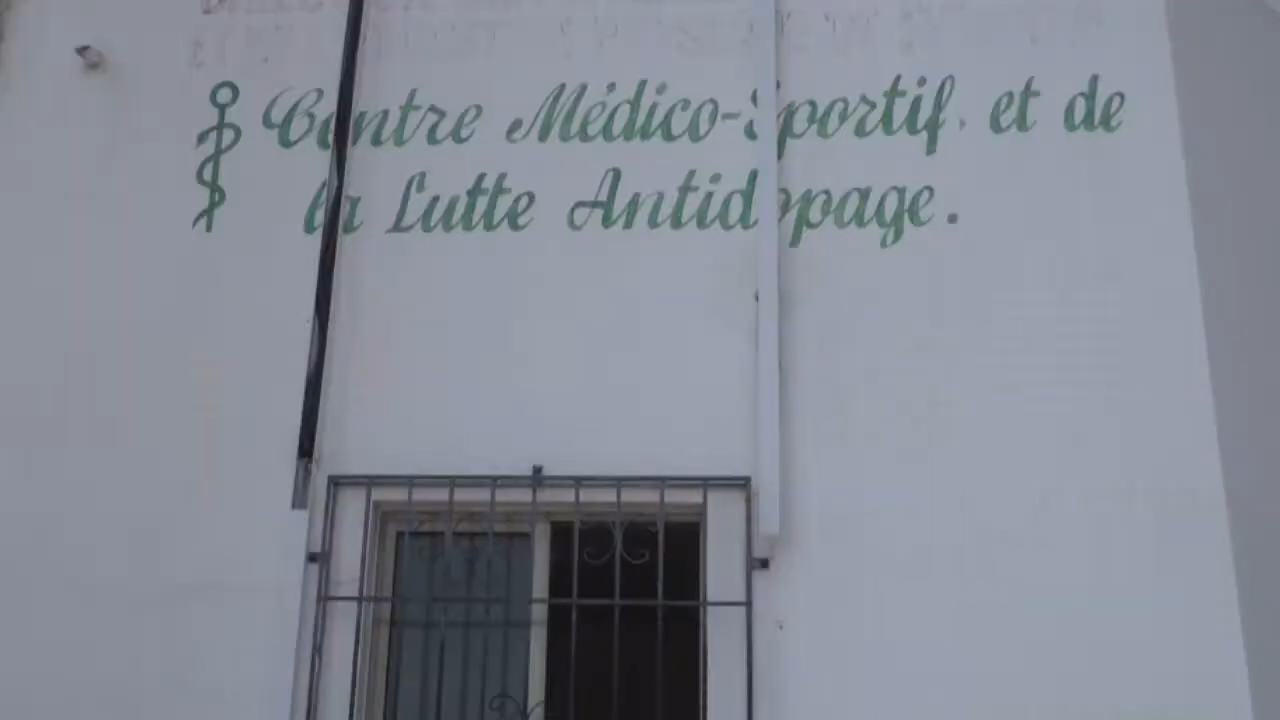 Centre Médico-Sportif et de
la Lutte Antidopage.